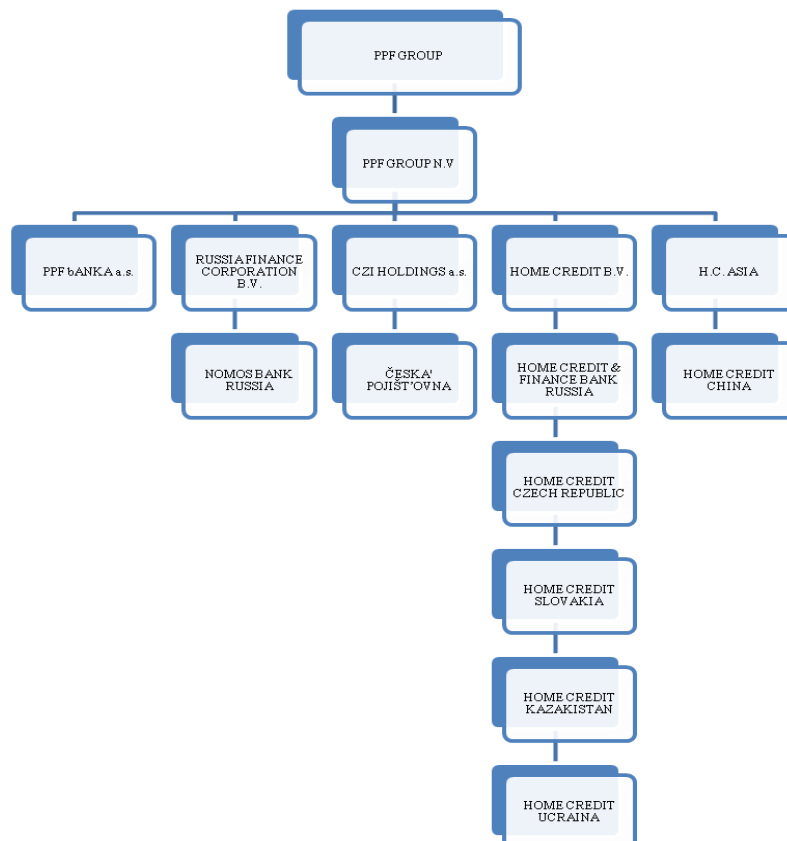 PPF GROUP
PPF GROUP N.V
PPF bANKA a.s.
RUSSIA FINANCE
CORPORATION
B.V.
CZI HOLDINGS a.s.
HOME CREDIT B.V.
H.C. ASIA
NOMOS BANK
RUSSIA
ČESKA'
POJIŠT'OVNA
HOME CREDIT &
FINANCE BANK
RUSSIA
HOME CREDIT
CHINA
HOME CREDIT
CZECH REPUBLIC
HOME CREDIT
SLOVAKIA
HOME CREDIT
KAZAKISTAN
HOME CREDIT
UCRAINA